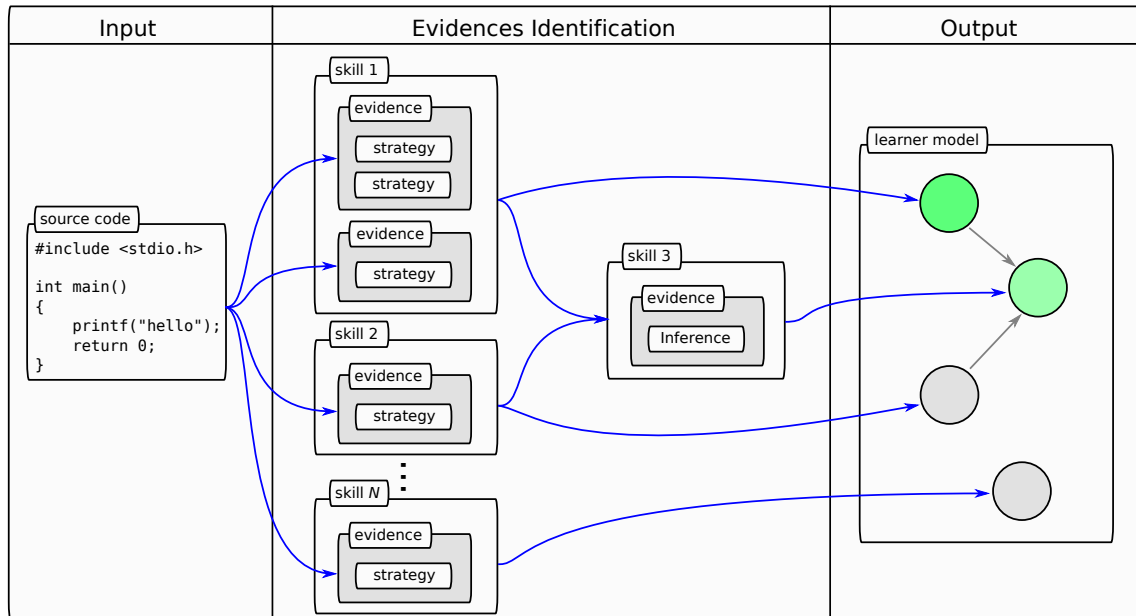 Input
Evidences Identification
Output
source code
#include <stdio.h>
int main()
{
    printf("hello");
    return 0;
}
skill 1
evidence
strategy
strategy
evidence
strategy
skill 2
evidence
strategy
skill N
evidence
strategy
skill 3
evidence
Inference
learner model